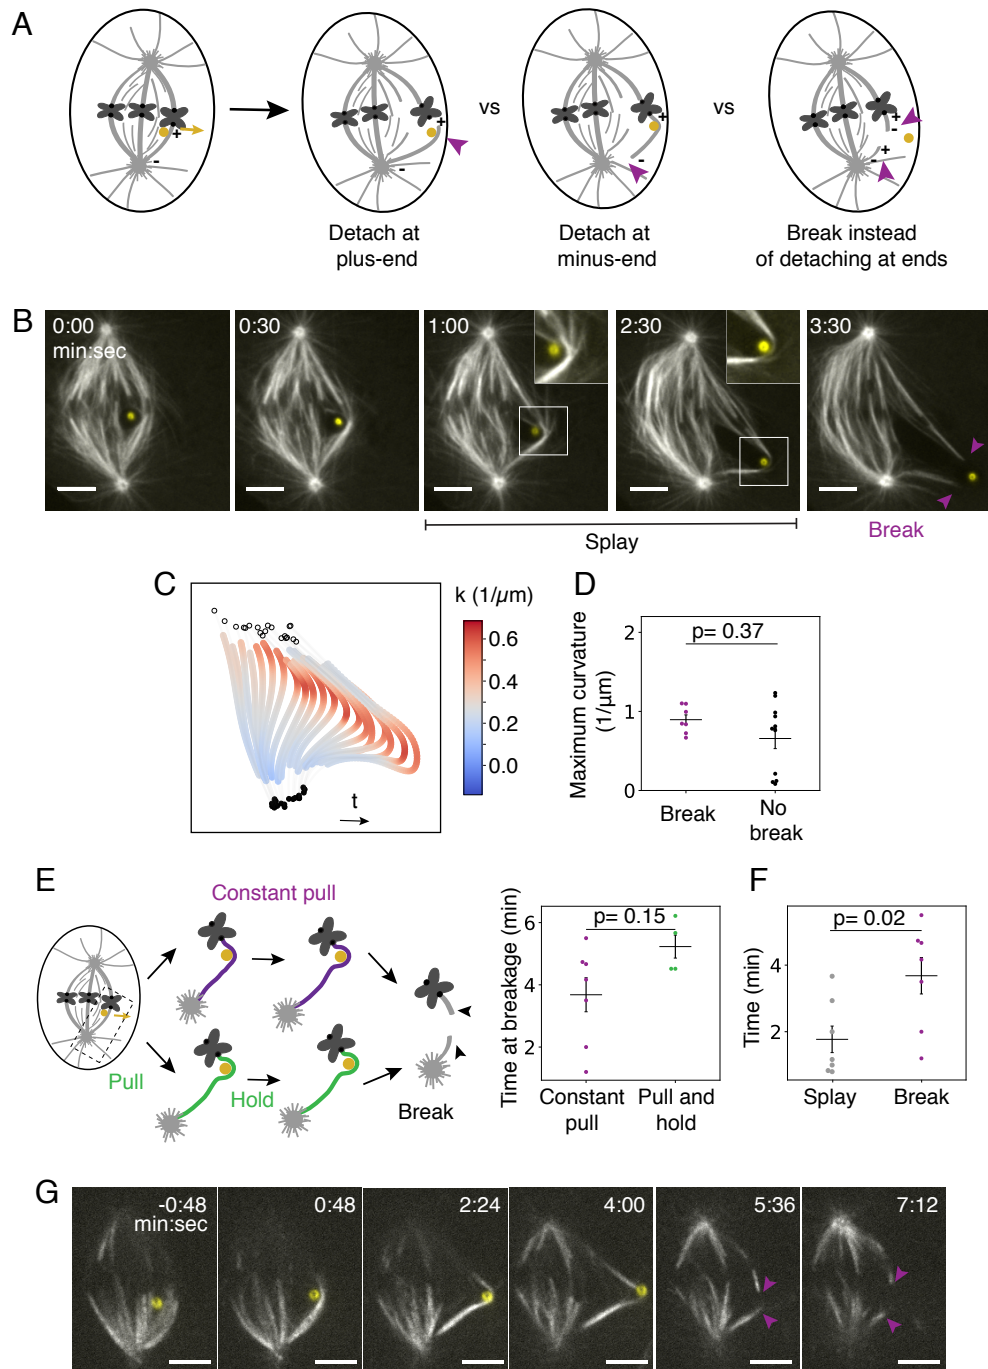 A
+
-
+
-
vs
+
-
vs
+
-
+
-
Detach at
plus-end
Detach at
minus-end
Break instead
of detaching at ends
B
0:00
min:sec
0:30
1:00
2:30
3:30
Splay
Break
C
k (1/µm)
0.6
0.4
0.2
0.0
t
D
Maximum curvature
(1/µm)
2
1
0
p= 0.37
Break
No
break
E
Constant pull
Pull
Hold
Break
Time at breakage (min)
6
4
2
p= 0.15
Constant
pull
Pull and
hold
F
Time (min)
4
2
p= 0.02
Splay
Break
G
-0:48
min:sec
0:48
2:24
4:00
5:36
7:12